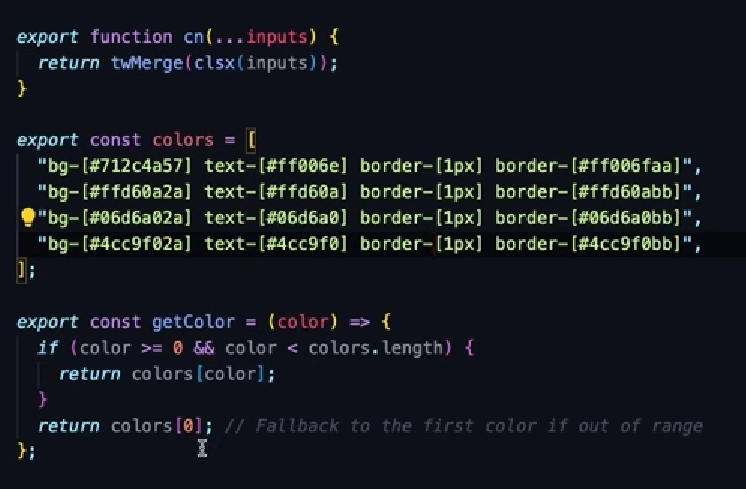 export function cn(...inputs) {
  return twMerge(clsx(inputs));
}

export const colors = [
  "bg-[#712c4a57] text-[#ff006e] border-[1px] border-[#ff006faa]",
  "bg-[#ffd60a2a] text-[#ffd60a] border-[1px] border-[#ffd60abb]",
  "bg-[#06d6a02a] text-[#06d6a0] border-[1px] border-[#06d6a0bb]",
  "bg-[#4cc9f02a] text-[#4cc9f0] border-[1px] border-[#4cc9f0bb]",
];

export const getColor = (color) => {
  if (color >= 0 && color < colors.length) {
    return colors[color];
  }
  return colors[0]; // Fallback to the first color if out of range
};